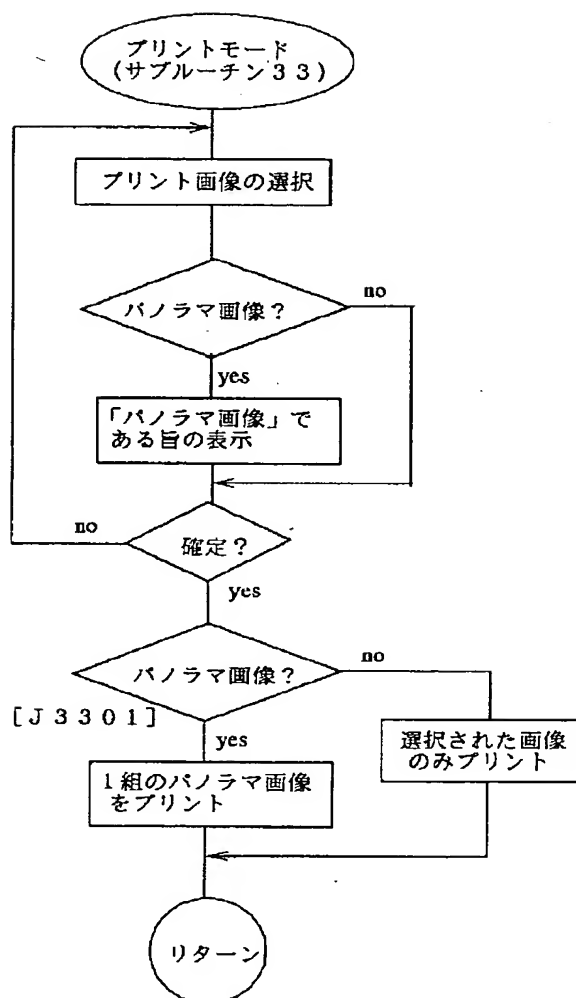 プリントモード
(サブルーチン33)
プリント画像の選択
パノラマ画像?
no
yes
「パノラマ画像」で
ある旨の表示
no
確定?
yes
パノラマ画像?
no
[J3301]
yes
選択された画像
のみプリント
1組のパノラマ画像
をプリント
リターン